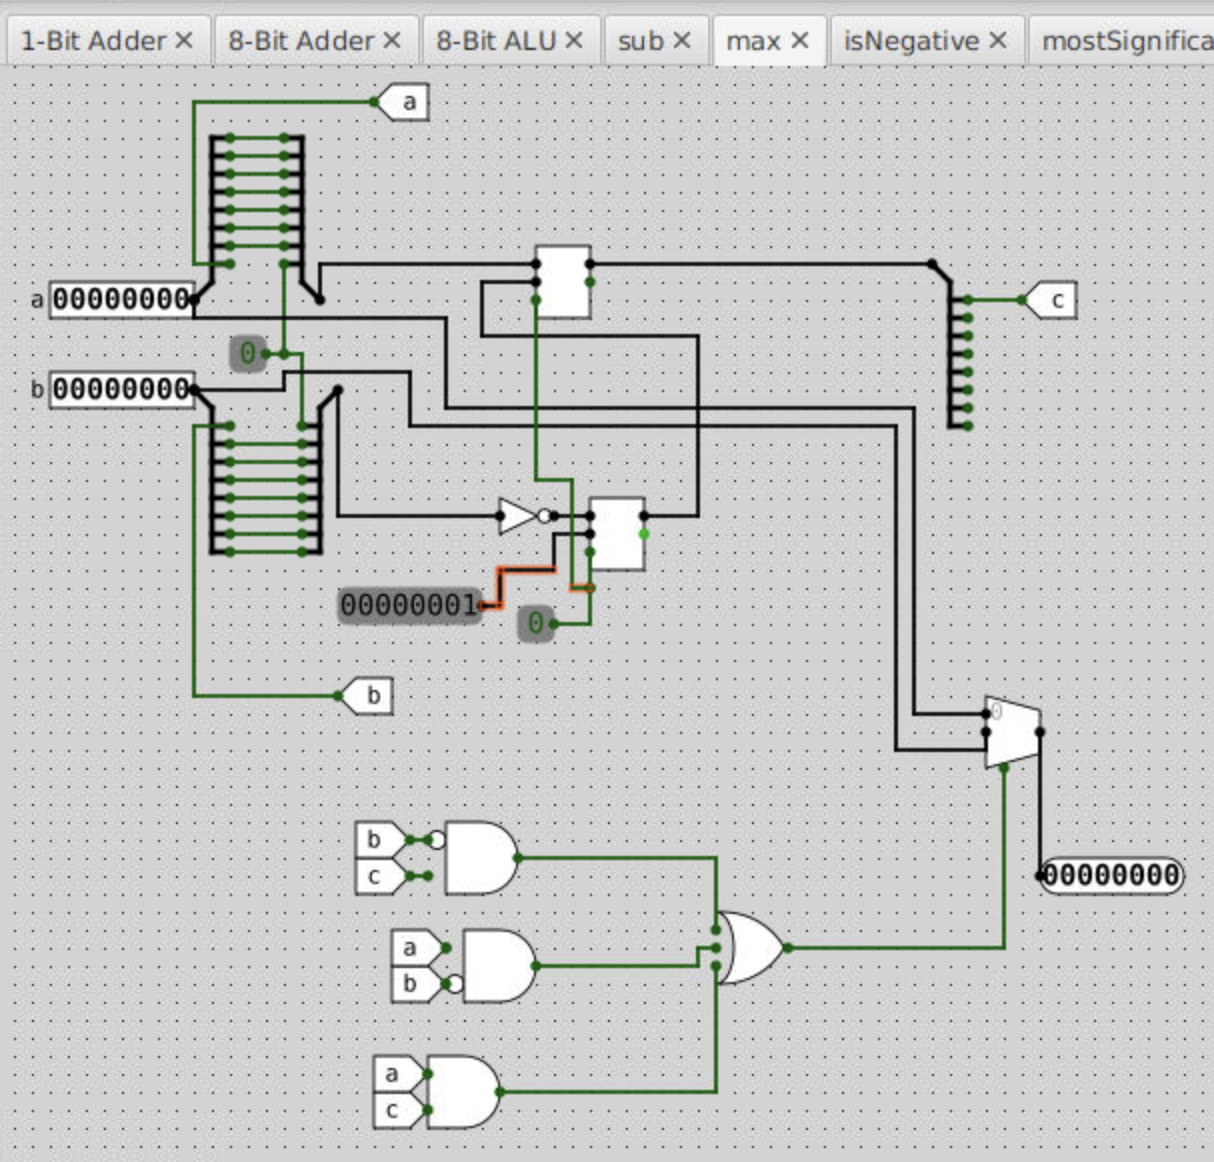 1-Bit Adder × 8-Bit Adder × 8-Bit ALU × sub × max × isNegative × mostSignifica
a
a 00000000
c
0
b 00000000
00000001
0
b
0
b
c
00000000
a
b
a
c